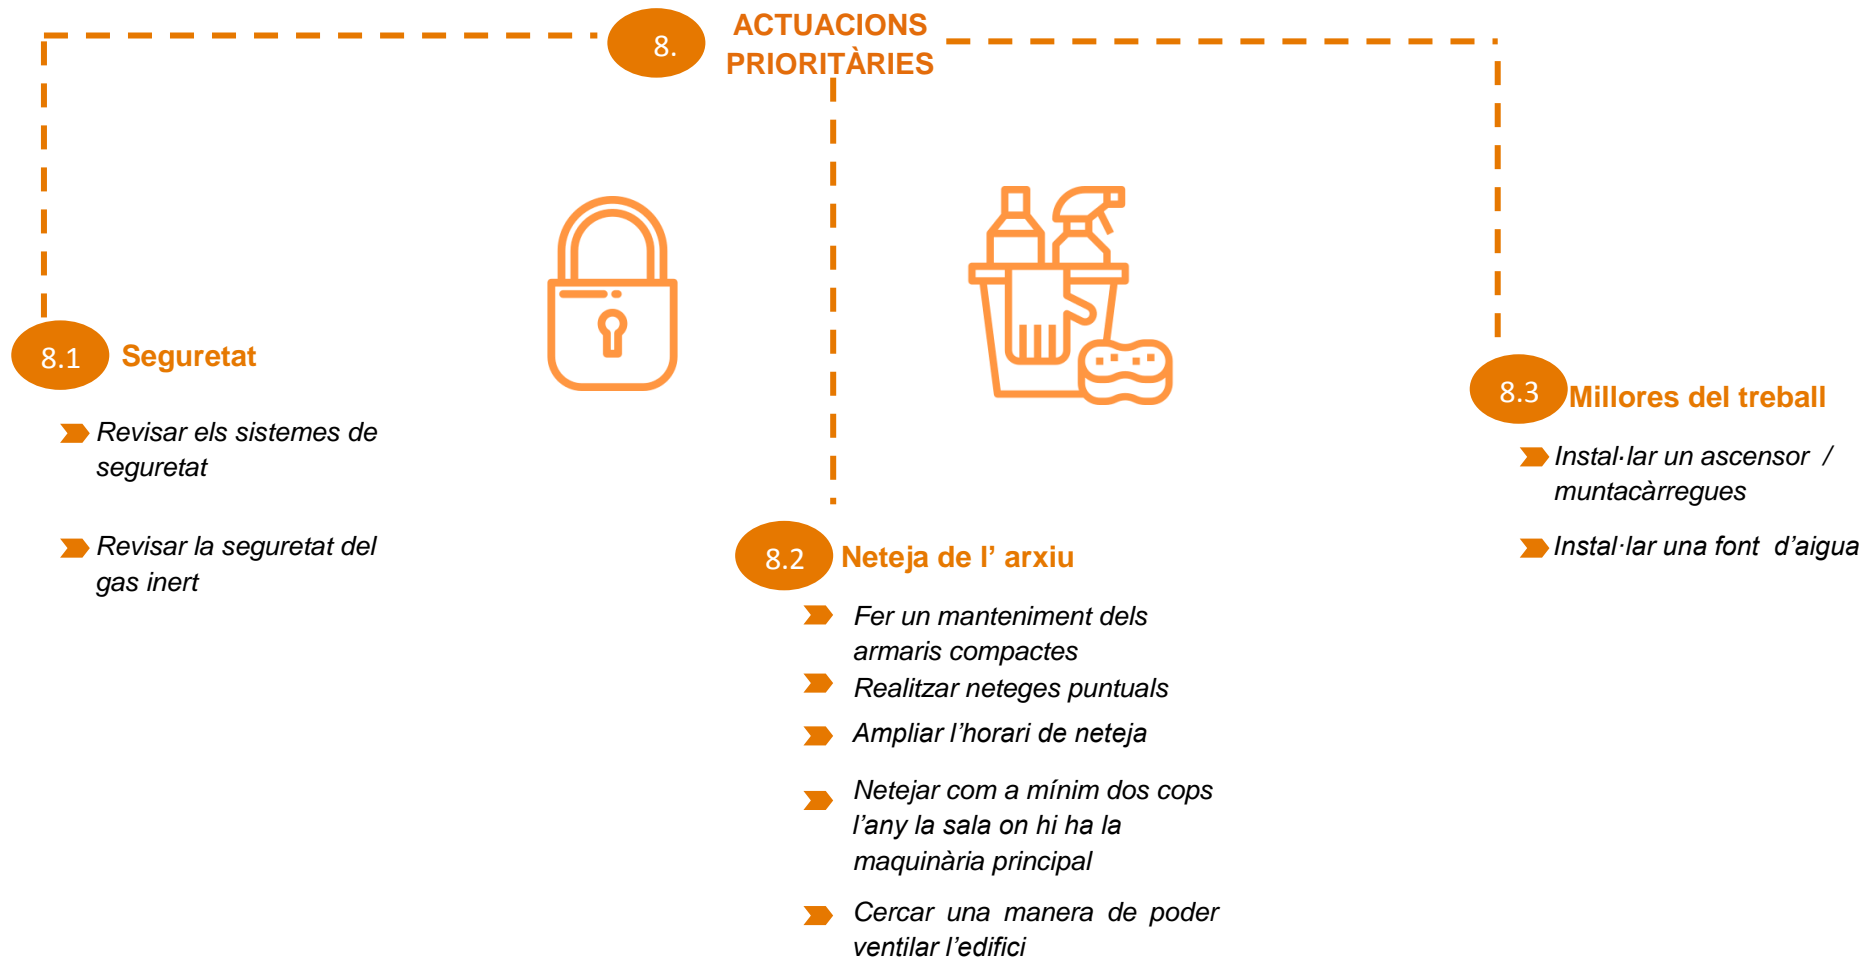 8.
ACTUACIONS
PRIORITÀRIES
8.1
Seguretat
Revisar els sistemes de
seguretat
Revisar la seguretat del
gas inert
8.2
Neteja de l’ arxiu
Fer un manteniment dels
armaris compactes
Realitzar neteges puntuals
Ampliar l’horari de neteja
Netejar com a mínim dos cops
l’any la sala on hi ha la
maquinària principal
Cercar una manera de poder
ventilar l’edifici
8.3
Millores del treball
Instal·lar un ascensor /
muntacàrregues
Instal·lar una font d’aigua